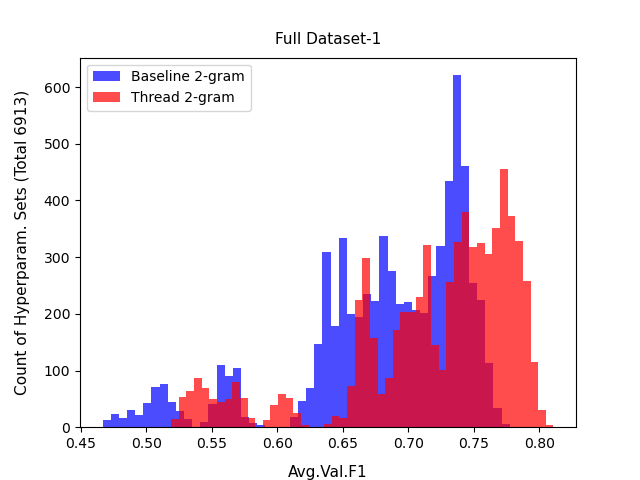 Full Dataset-1
Baseline 2-gram
Thread 2-gram
Count of Hyperparam. Sets (Total 6913)
600
500
400
300
200
100
0
0.45 0.50 0.55 0.60 0.65 0.70 0.75 0.80
Avg.Val.F1